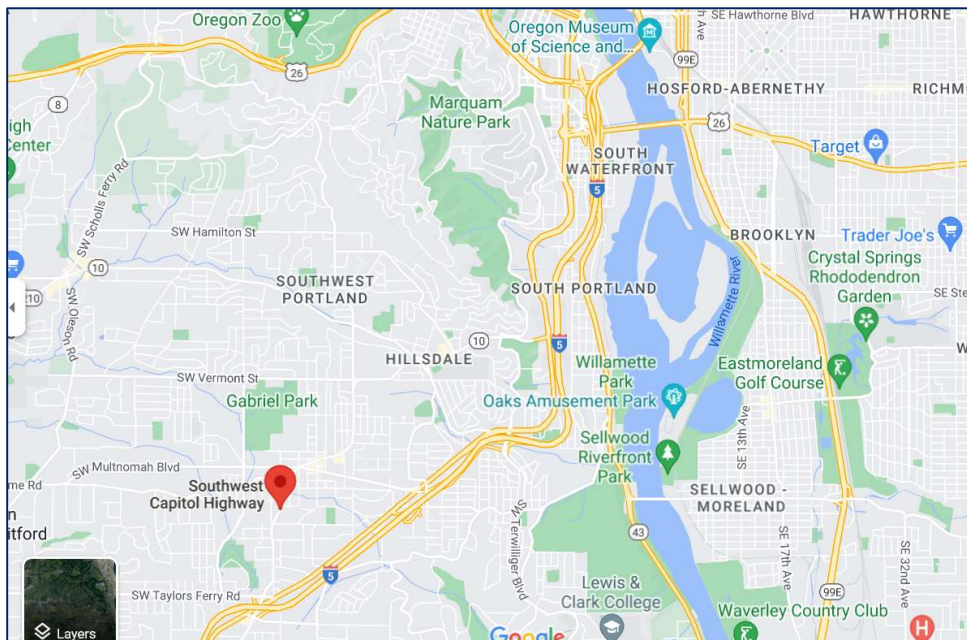 Oregon Zoo
26
8
igh
Center
SW Scholls Ferry Rd
10
10
SW Oleson Rd
Oregon Museum
of Science and...
SE Hawthorne Blvd
HAWTHORNE
99E
HOSFORD-ABERNETHY
RICHM
26
Marquam
Nature Park
SOUTH
WATERFRONT
5
Target
SW Hamilton St
SOUTHWEST
PORTLAND
BROOKLYN
Trader Joe's
Crystal Springs
Rhododendron
Garden
SE Ste
SOUTH PORTLAND
Willamette River
HILLSDALE
10
5
W
SW Vermont St
Gabriel Park
Willamette
Park
Oaks Amusement Park
Eastmoreland
Golf Course
SE 13th Ave
Sellwood
Riverfront
Park
SW Multnomah Blvd
me Rd
Southwest
Capitol Highway
n
itford
SELLWOOD -
MORELAND
SW Terwilliger Blvd
43
SE 17th Ave
SE 32nd Ave
5
SW Taylors Ferry Rd
Lewis &
Clark College
99E
Waverley Country Club
H
Layers
Google